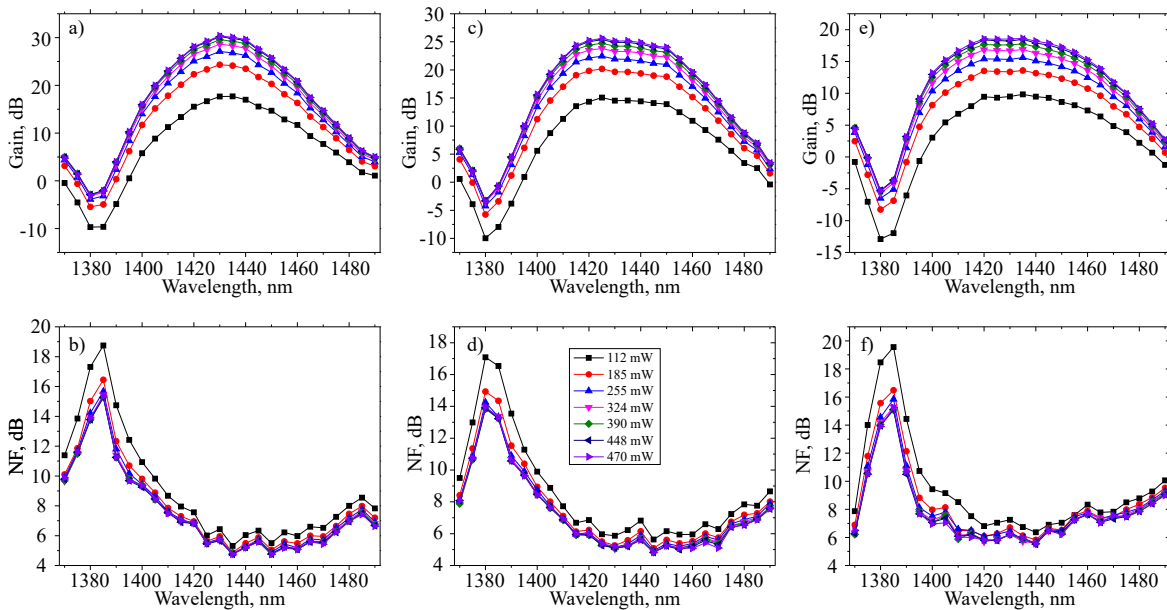 a)
30
20
10
0
-10
Gain, dB
1380 1400 1420 1440 1460 1480
Wavelength, nm
c)
30
25
20
15
10
5
0
-5
-10
Gain, dB
1380 1400 1420 1440 1460 1480
Wavelength, nm
e)
25
20
15
10
5
0
-5
-10
-15
Gain, dB
1380 1400 1420 1440 1460 1480
Wavelength, nm
b)
20
18
16
14
12
10
8
6
4
NF, dB
1380 1400 1420 1440 1460 1480
Wavelength, nm
d)
18
16
14
12
10
8
6
4
NF, dB
112 mW
185 mW
255 mW
324 mW
390 mW
448 mW
470 mW
1380 1400 1420 1440 1460 1480
Wavelength, nm
f)
20
18
16
14
12
10
8
6
4
NF, dB
1380 1400 1420 1440 1460 1480
Wavelength, nm